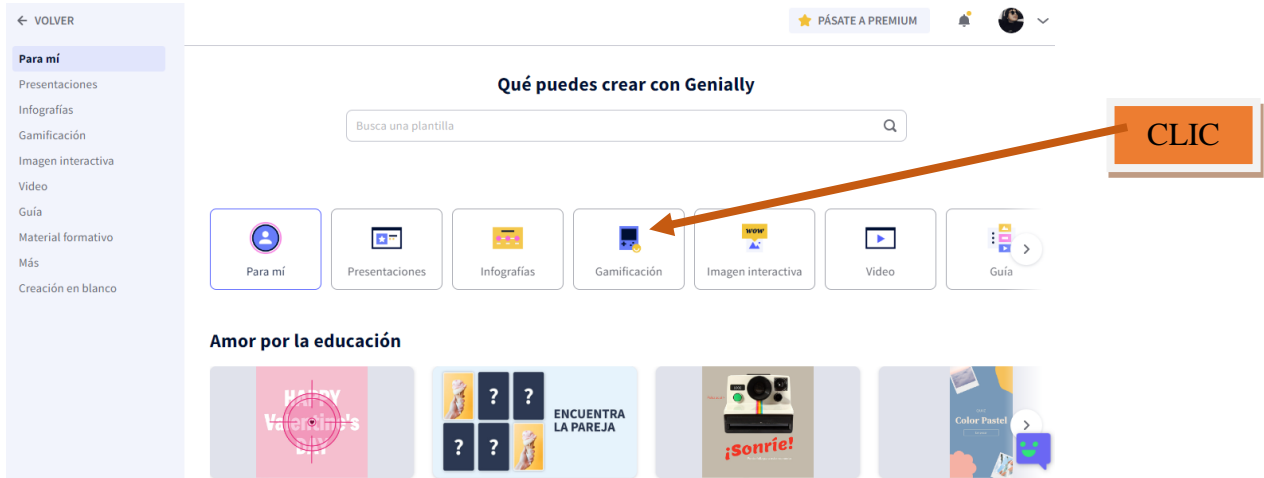 ← VOLVER
PÁSATE A PREMIUM
Para mí
Presentaciones
Infografías
Gamificación
Imagen interactiva
Video
Guía
Material formativo
Más
Creación en blanco
Qué puedes crear con Genially
Busca una plantilla
CLIC
wow
Para mí
Presentaciones
Infografías
Gamificación
Imagen interactiva
Video
Guía
Amor por la educación
HAPPY
Valentine's
DAY
? ?
? ?
ENCUENTRA
LA PAREJA
¡Sonríe!
Color Pastel